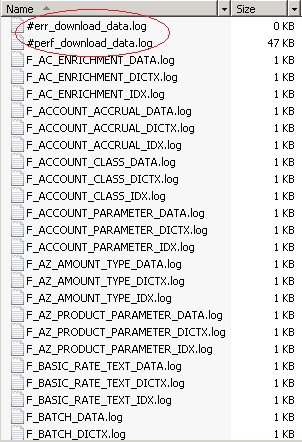 Name Size
#err_download_data.log 0 KB
#perf_download_data.log 47 KB
F_AC_ENRICHMENT_DATA.log 1 KB
F_AC_ENRICHMENT_DICTX.log 1 KB
F_AC_ENRICHMENT_IDX.log 1 KB
F_ACCOUNT_ACCRUAL_DATA.log 1 KB
F_ACCOUNT_ACCRUAL_DICTX.log 1 KB
F_ACCOUNT_ACCRUAL_IDX.log 1 KB
F_ACCOUNT_CLASS_DATA.log 1 KB
F_ACCOUNT_CLASS_DICTX.log 1 KB
F_ACCOUNT_CLASS_IDX.log 1 KB
F_ACCOUNT_PARAMETER_DATA.log 1 KB
F_ACCOUNT_PARAMETER_DICTX.log 1 KB
F_ACCOUNT_PARAMETER_IDX.log 1 KB
F_AZ_AMOUNT_TYPE_DATA.log 1 KB
F_AZ_AMOUNT_TYPE_DICTX.log 1 KB
F_AZ_AMOUNT_TYPE_IDX.log 1 KB
F_AZ_PRODUCT_PARAMETER_DATA.log 1 KB
F_AZ_PRODUCT_PARAMETER_DICTX.log 1 KB
F_AZ_PRODUCT_PARAMETER_IDX.log 1 KB
F_BASIC_RATE_TEXT_DATA.log 1 KB
F_BASIC_RATE_TEXT_DICTX.log 1 KB
F_BASIC_RATE_TEXT_IDX.log 1 KB
F_BATCH_DATA.log 1 KB
F_BATCH_DICTX.log 1 KB